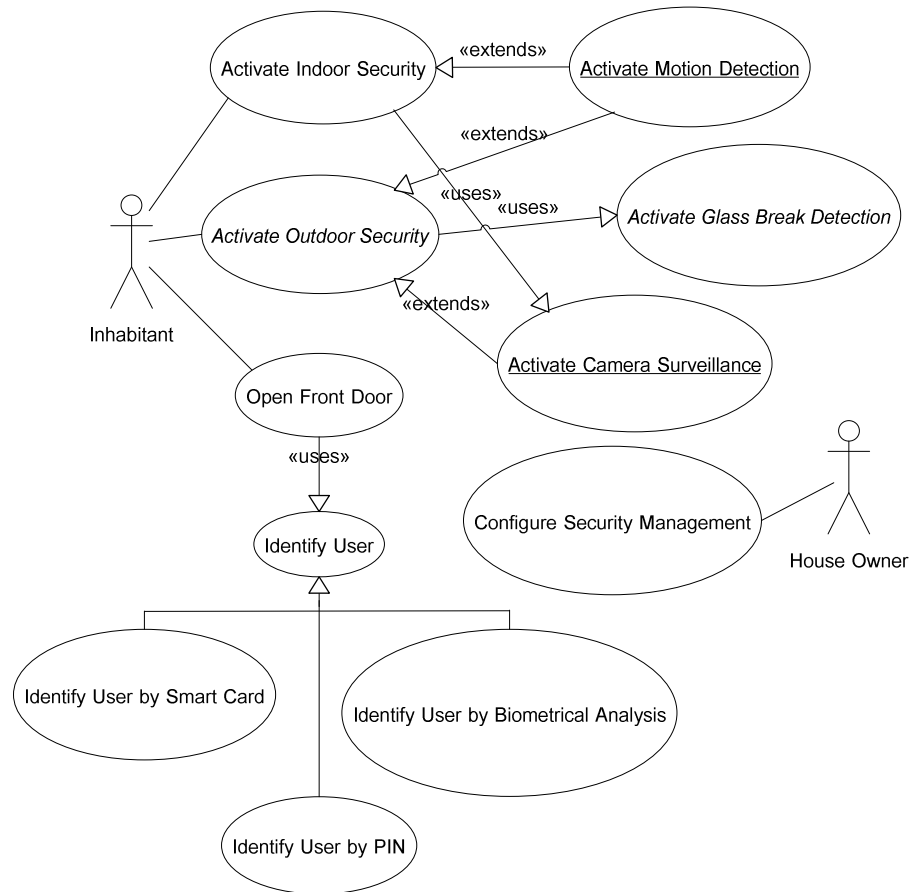 «extends»
Activate Indoor Security
Activate Motion Detection
«extends»
«uses»
«uses»
Activate Glass Break Detection
Activate Outdoor Security
«extends»
Inhabitant
Activate Camera Surveillance
Open Front Door
«uses»
Configure Security Management
Identify User
House Owner
Identify User by Smart Card
Identify User by Biometrical Analysis
Identify User by PIN